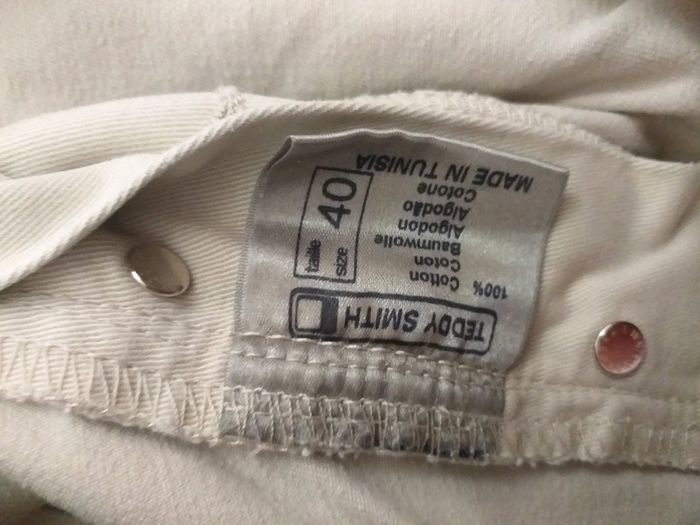 TEDDY SMITH
100%
Cotton
Coton
Baumwolle
Algodon
Algodão
Cotone
MADE IN TUNISIA
taille
size
40